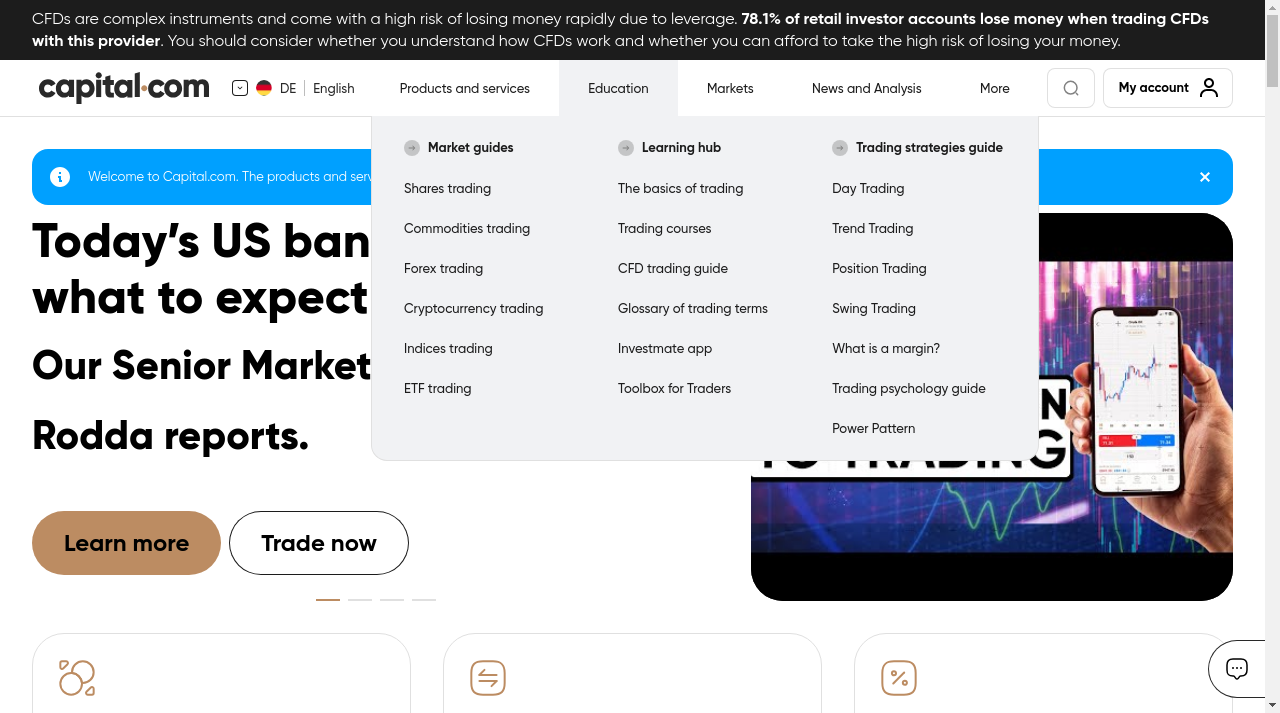 CFDs are complex instruments and come with a high risk of losing money rapidly due to leverage. 78.1% of retail investor accounts lose money when trading CFDs
with this provider. You should consider whether you understand how CFDs work and whether you can afford to take the high risk of losing your money.
capital.com
DE
English
Products and services
Education
Markets
News and Analysis
More
My account
Welcome to Capital.com. The products and
Market guides
Shares trading
Commodities trading
Forex trading
Cryptocurrency trading
Indices trading
ETF trading
Learning hub
The basics of trading
Trading courses
CFD trading guide
Glossary of trading terms
Investmate app
Toolbox for Traders
Trading strategies guide
Day Trading
Trend Trading
Position Trading
Swing Trading
What is a margin?
Trading psychology guide
Power Pattern
Today’s US ban
what to expect
Our Senior Market
Rodda reports.
TO TRADING
Learn more
Trade now